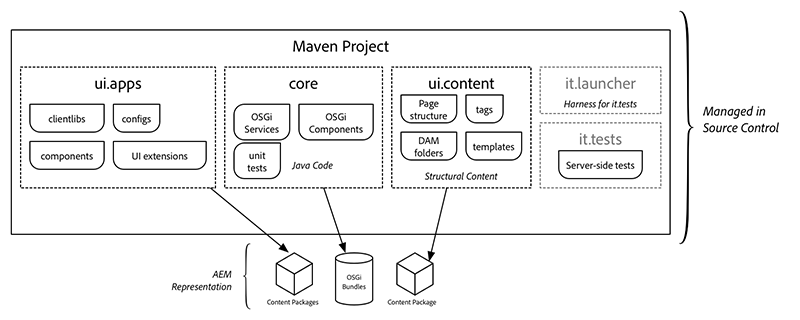 Maven Project
ui.apps
clientlibs
configs
components
UI extensions
core
OSGi
Services
OSGi
Components
unit
tests
Java Code
ui.content
Page
structure
tags
DAM
folders
templates
Structural Content
it.launcher
Harness for it.tests
it.tests
Server-side tests
Managed in
Source Control
AEM
Representation
Content Packages
OSGi
Bundles
Content Package